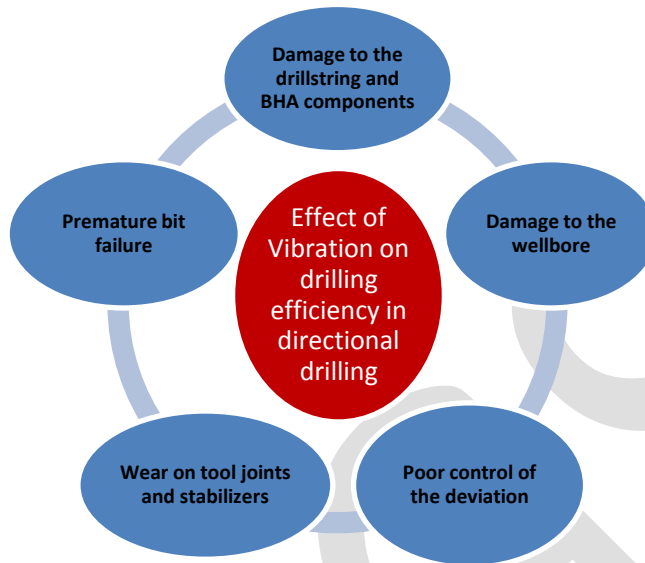 Damage to the
drillstring and
BHA components
Premature bit
failure
Effect of
Vibration on
drilling
efficiency in
directional
drilling
Damage to the
wellbore
Wear on tool joints
and stabilizers
Poor control of
the deviation